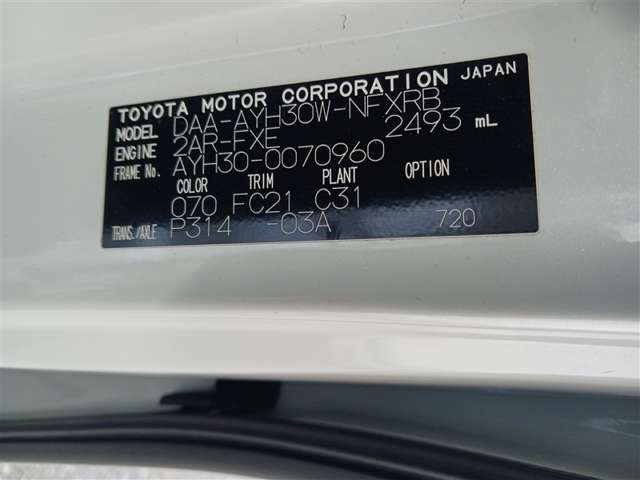 TOYOTA MOTOR CORPORATION JAPAN
MODEL DAA-AYH30W-NFXRB
ENGINE 2AR-FXE 2493 mL
FRAME No. AYH30-0070960
COLOR TRIM PLANT OPTION
070 FC21 C31
TRANS./AXLE P314 -03A 720